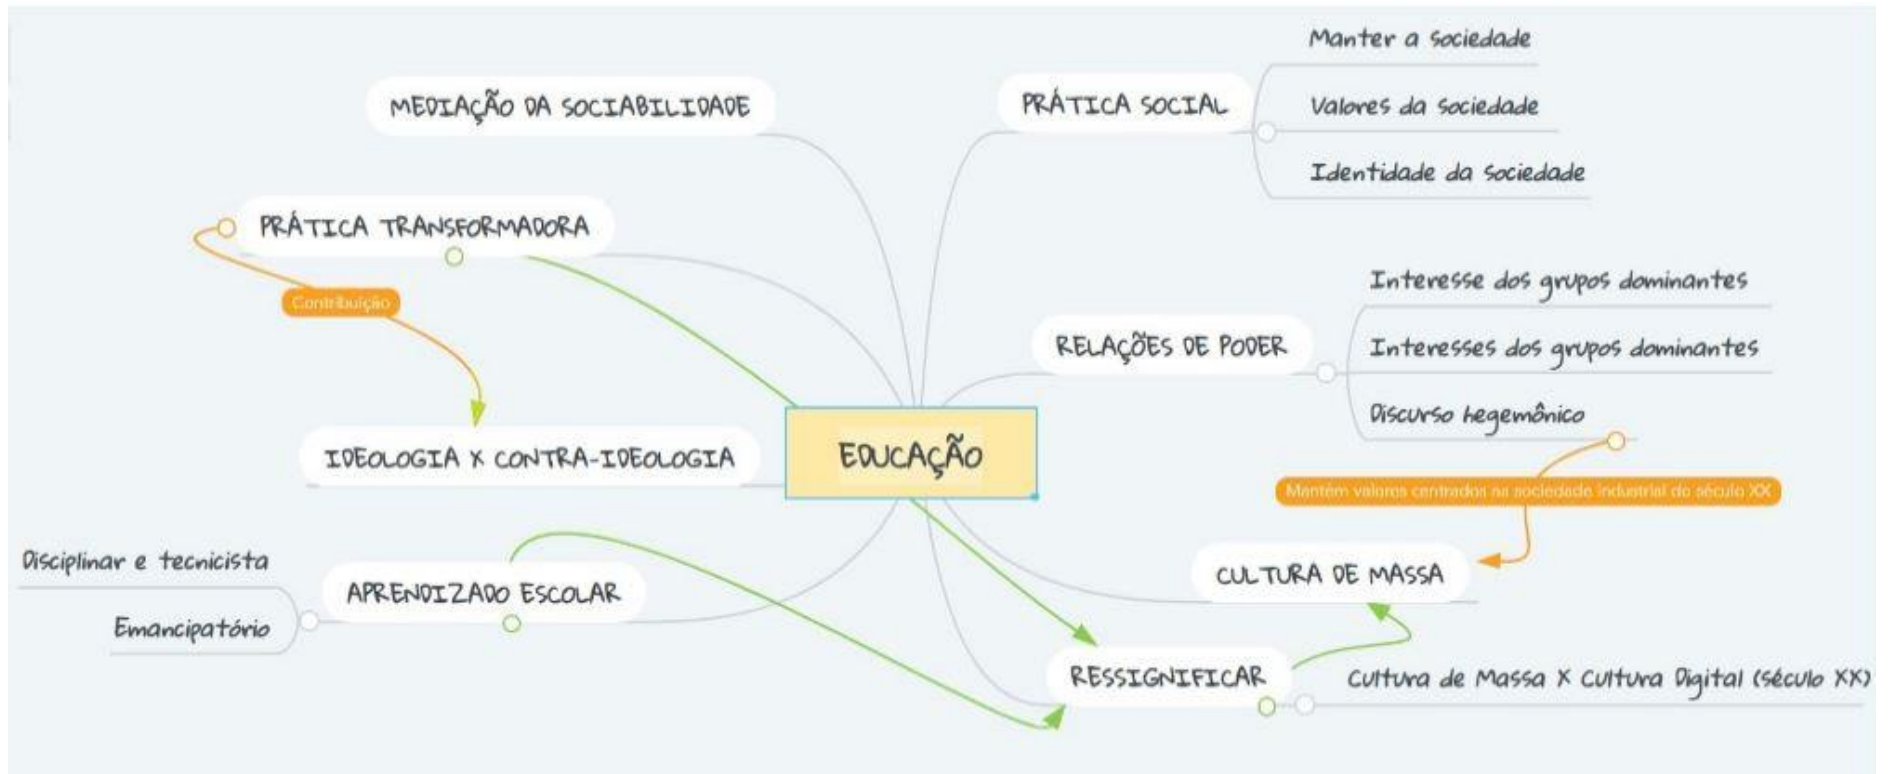 Manter a sociedade
MEDIAÇÃO DA SOCIABILIDADE
PRÁTICA SOCIAL
Valores da sociedade
Identidade da sociedade
PRÁTICA TRANSFORMADORA
Contribuição
Interesse dos grupos dominantes
RELAÇÕES DE PODER
Interesses dos grupos dominantes
Discurso hegemônico
IDEOLOGIA X CONTRA-IDEOLOGIA
EDUCAÇÃO
Mantém valores centrados na sociedade industrial do século XX
Disciplinar e tecnicista
APRENDIZADO ESCOLAR
Emancipatório
CULTURA DE MASSA
RESSIGNIFICAR
Cultura de Massa X Cultura Digital (século XX)